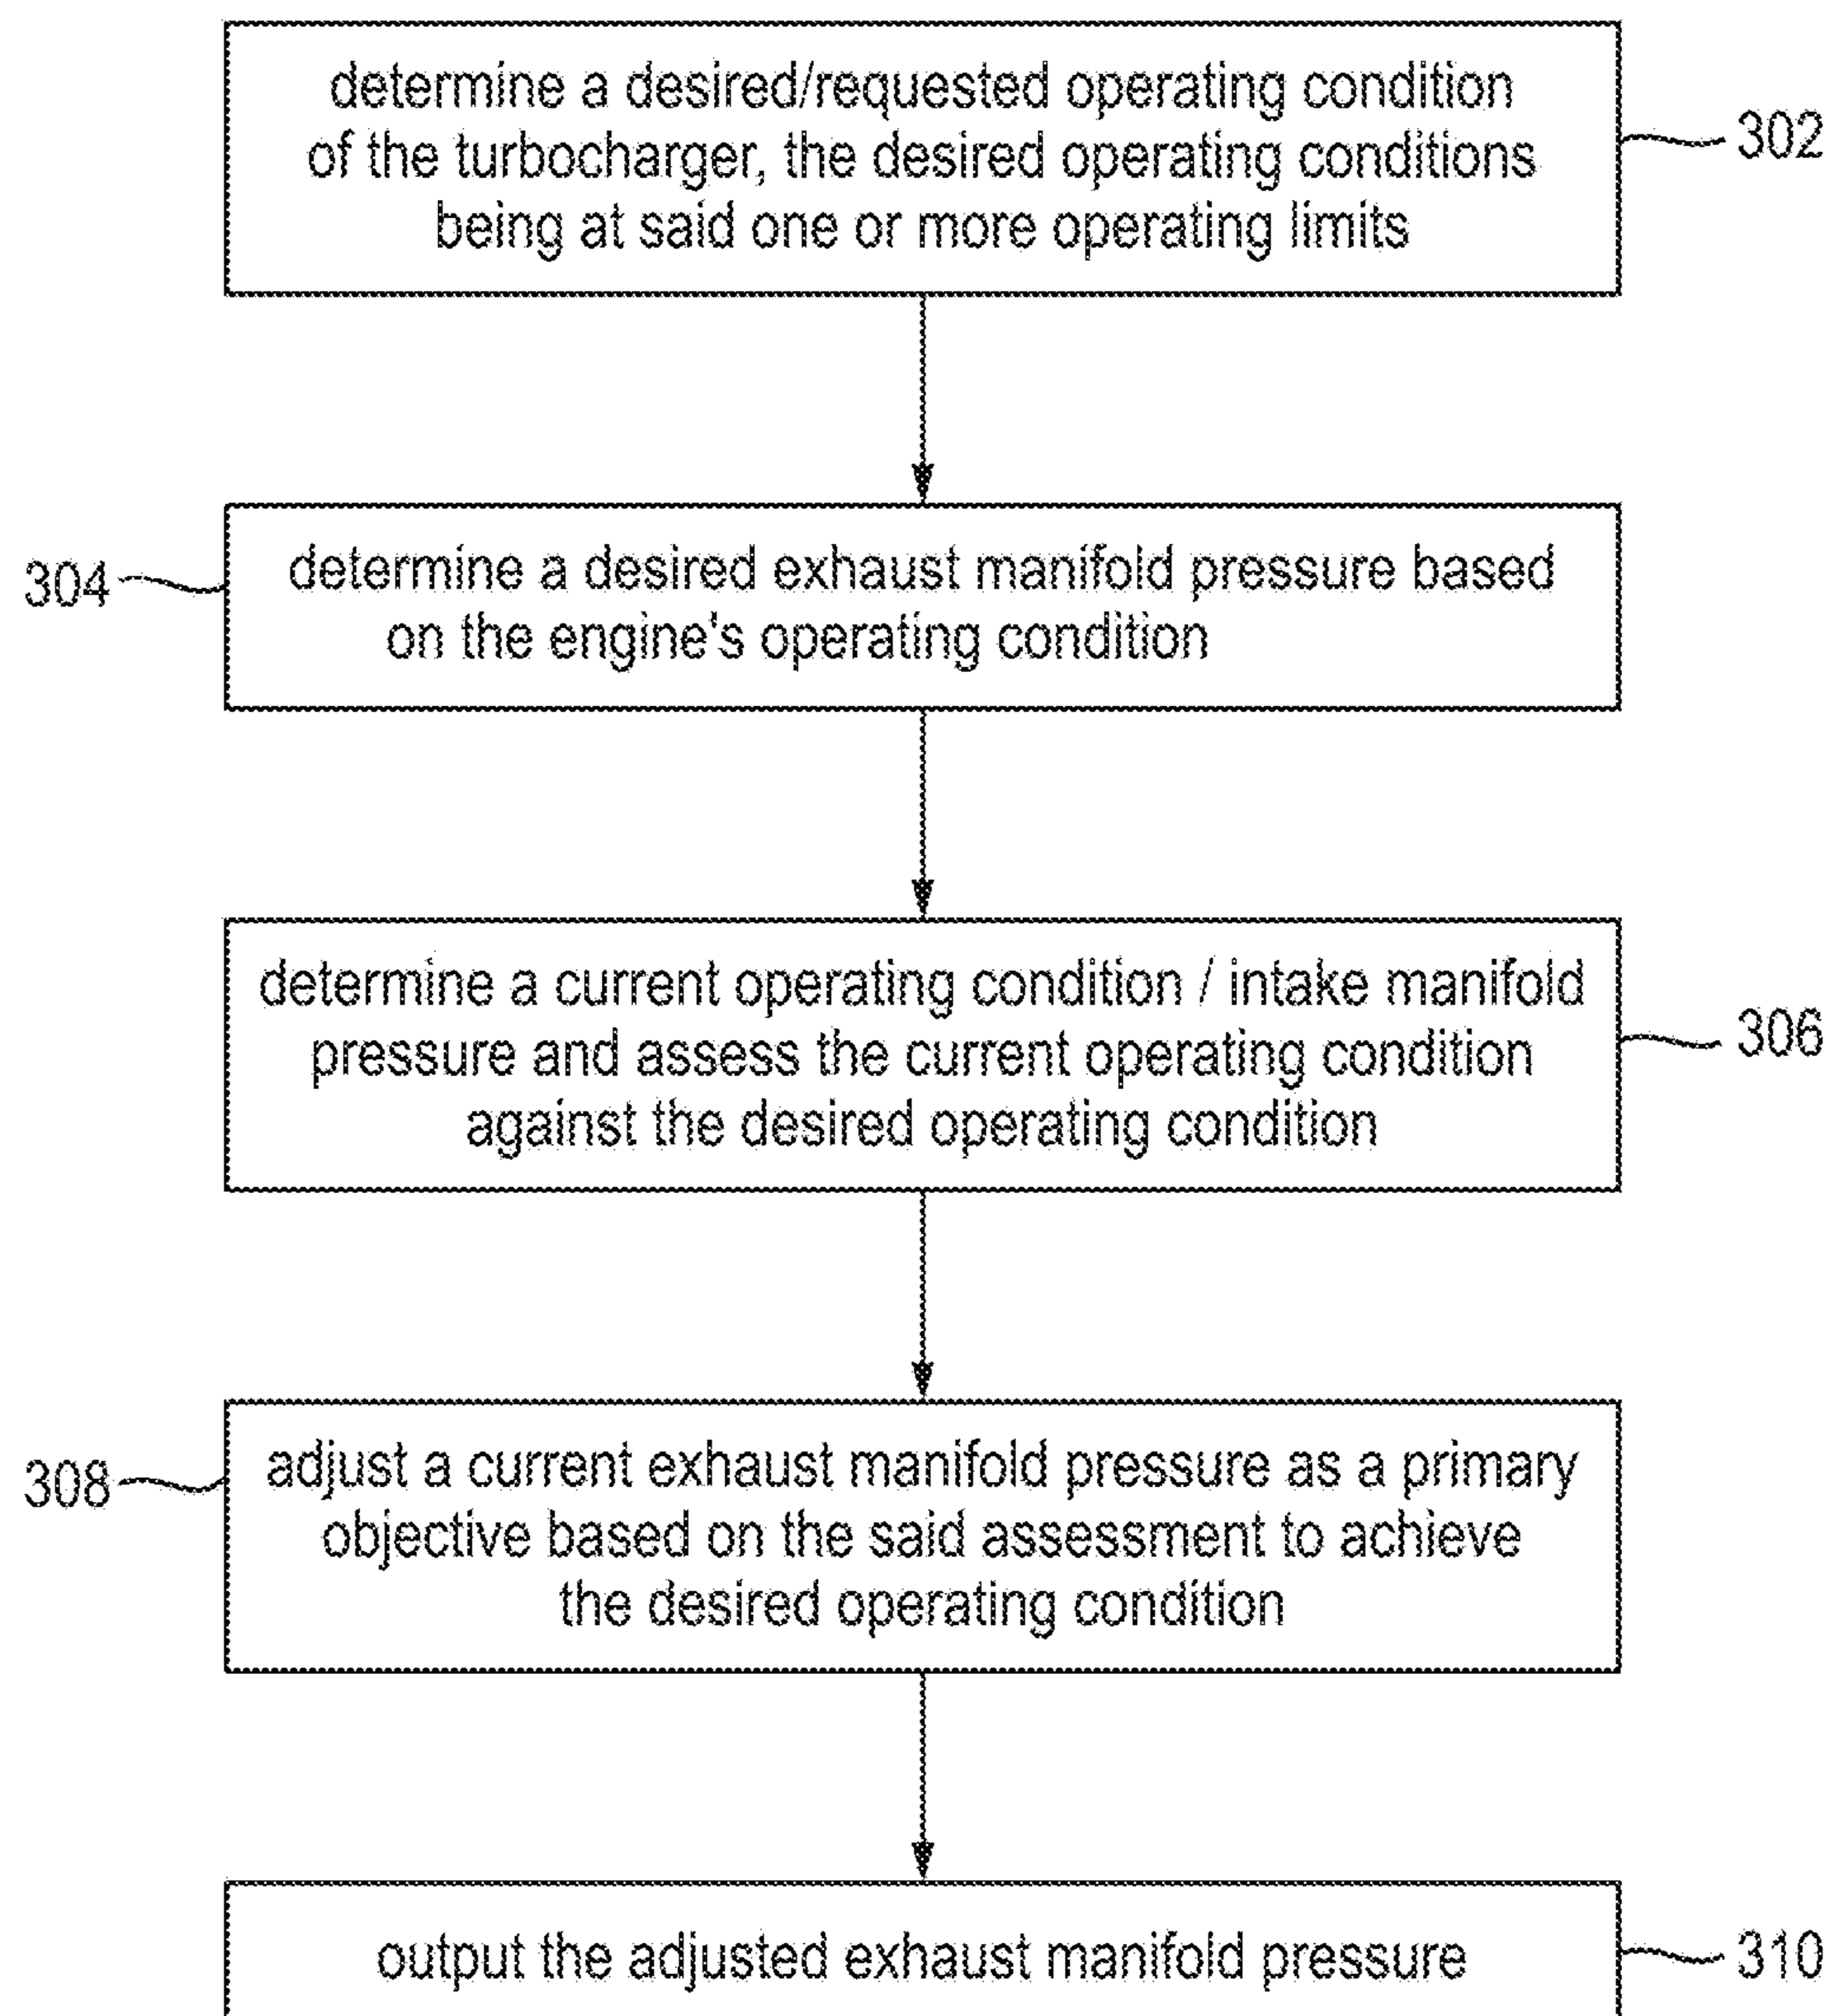 determine a desired/requested operating condition
of the turbocharger, the desired operating conditions
being at said one or more operating limits
302
304
determine a desired exhaust manifold pressure based
on the engine's operating condition
determine a current operating condition / intake manifold
pressure and assess the current operating condition
against the desired operating condition
306
308
adjust a current exhaust manifold pressure as a primary
objective based on the said assessment to achieve
the desired operating condition
output the adjusted exhaust manifold pressure
310